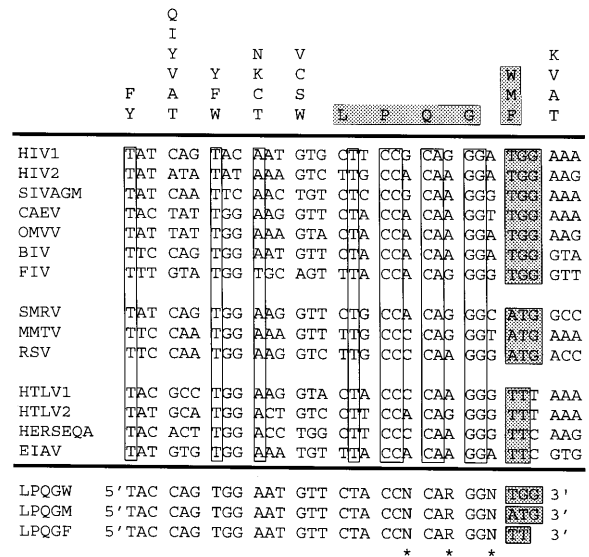 Q
I
Y N V K
V Y K C W V
F A F C S M A
Y T W T W L P Q G F T
HIV1 TAT CAG TAC AAT GTG CTT CCG CAG GGA TGG AAA
HIV2 TAT ATA TAT AAA GTC TTG CCA CAG GGA TGG AAG
SIVAGM TAT CAA TTC AAC TGT CTC CCG CAG GGA TGG AAA
CAEV TAC TAT TGG AAG GTT CTA CCA CAG GGT TGG AAA
OMVV TAT TAT TGG AAA GTA CTA CCA CAG GGA TGG AAG
BIV TTC CAG TGG AAT GTT CTA CCA CAG GGA TGG GTA
FIV TTT GTA TGG TGC AGT TTA CCA CAG GGG TGG GTT
SMRV TAT CAG TGG AAG GTT CTG CCA CAG GGC ATG GCC
MMTV TTC CAA TGG AAA GTT TTG CCC CAG GGT ATG AAA
RSV TTC CAA TGG AAG GTC TTG CCC CAA GGG ATG ACC
HTLV1 TAC GCC TGG AAG GTA CTA CCC CAA GGG TTT AAA
HTLV2 TAT GCA TGG ACT GTC CTT CCA CAG GGG TTT AAA
HERSEQA TAC ACT TGG ACC TGG CTT CCC CAA GGG TTC AAG
EIAV TAT GTG TGG AAA TGT TTA CCA CAA GGA TTC GTG
LPQGW 5'TAC CAG TGG AAT GTT CTA CCN CAR GGN TGG 3'
LPQGM 5'TAC CAG TGG AAT GTT CTA CCN CAR GGN ATG 3'
LPQGF 5'TAC CAG TGG AAT GTT CTA CCN CAR GGN TT 3'
* * *